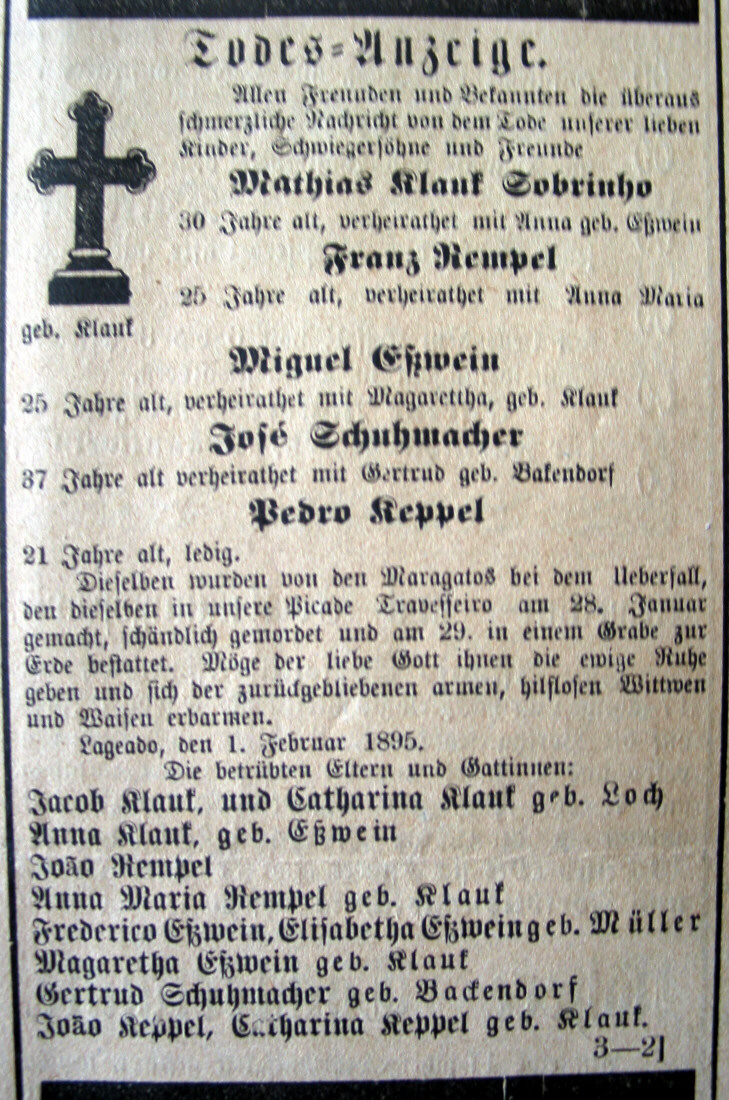 Todes-Anzeige.
Allen Freunden und Bekannten die überaus
schmerzliche Nachricht von dem Tode unserer lieben
Kinder, Schwiegersöhne und Freunde
Mathias Klauk Sobrinho
30 Jahre alt, verheirathet mit Anna geb. Eßwein
Franz Rempel
25 Jahre alt, verheirathet mit Anna Maria
geb. Klauk
Miguel Eßwein
25 Jahre alt, verheirathet mit Magarettha, geb. Klauk
José Schuhmacher
37 Jahre alt verheirathet mit Gertrud geb. Bakendorf
Pedro Keppel
21 Jahre alt, ledig.
Dieselben wurden von den Maragatos bei dem Ueberfall,
den dieselben in unsere Picade Travesseiro am 28. Januar
gemacht, schändlich gemordet und am 29. in einem Grabe zur
Erde bestattet. Möge der liebe Gott ihnen die ewige Ruhe
geben und sich der zurückgebliebenen armen, hilflosen Wittwen
und Waisen erbarmen.
Lageado, den 1. Februar 1895.
Die betrübten Eltern und Gattinnen:
Jacob Klauk, und Catharina Klauk geb. Loch
Anna Klauk, geb. Eßwein
João Rempel
Anna Maria Rempel geb. Klauk
Frederico Eßwein, Elisabetha Eßwein geb. Müller
Magaretha Eßwein geb. Klauk
Gertrud Schuhmacher geb. Backendorf
João Keppel, Catharina Keppel geb. Klauk.
3—2]